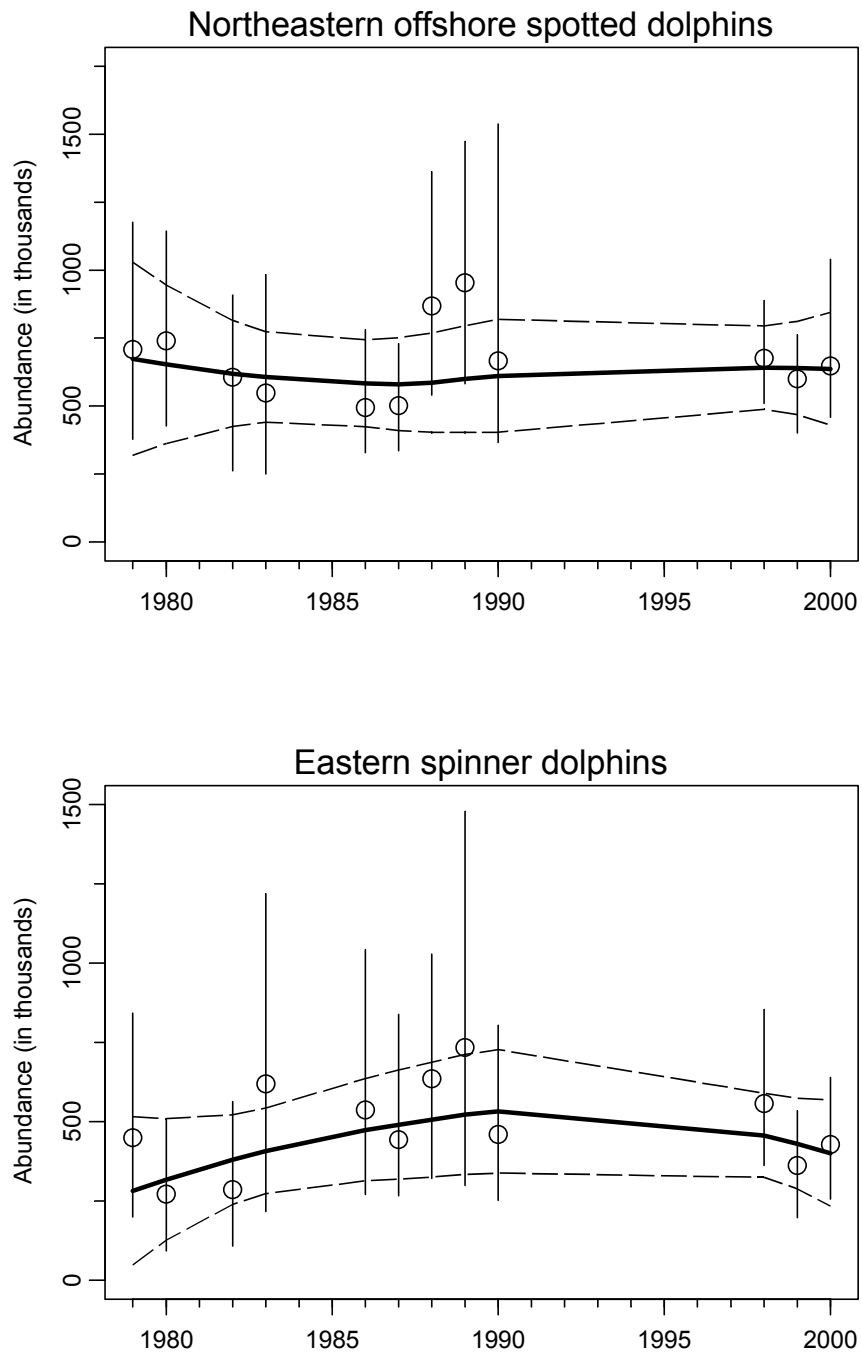 Northeastern offshore spotted dolphins
Abundance (in thousands)
1500
1000
500
0
1980 1985 1990 1995 2000
Eastern spinner dolphins
Abundance (in thousands)
1500
1000
500
0
1980 1985 1990 1995 2000